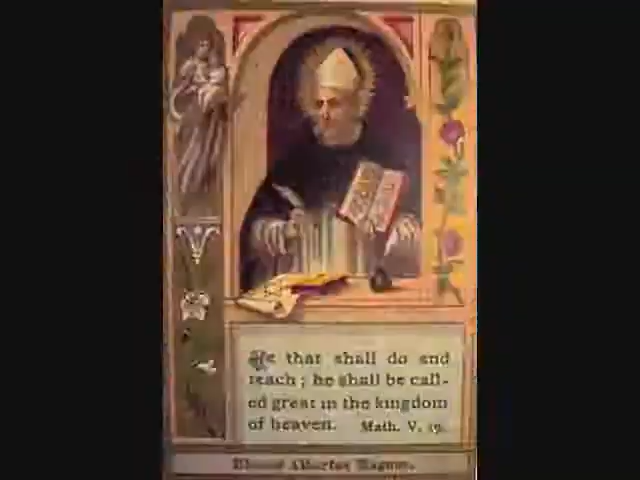 He that shall do and
teach; he shall be call-
ed great in the kingdom
of heaven. Math. V. 19.
Blessed Albertus Magnus.